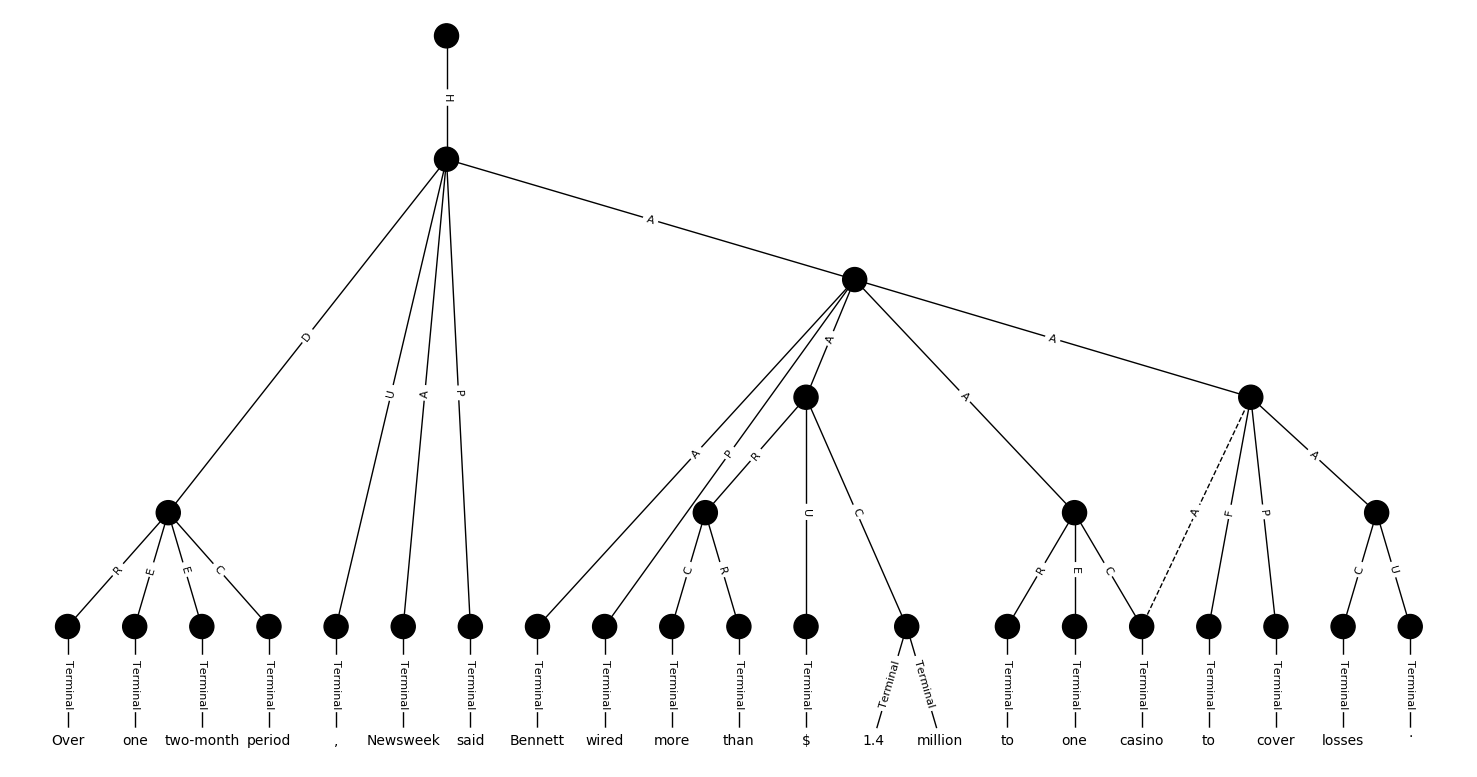 H
A
D
A
A
U
A
P
A
A
P
R
A
U
C
A
F
P
R
E
E
C
C
R
R
E
C
C
U
Terminal Terminal Terminal Terminal Terminal Terminal Terminal Terminal Terminal Terminal Terminal Terminal Terminal Terminal Terminal Terminal Terminal Terminal Terminal Terminal Terminal
Over one two-month period , Newsweek said Bennett wired more than $ 1.4 million to one casino to cover losses .